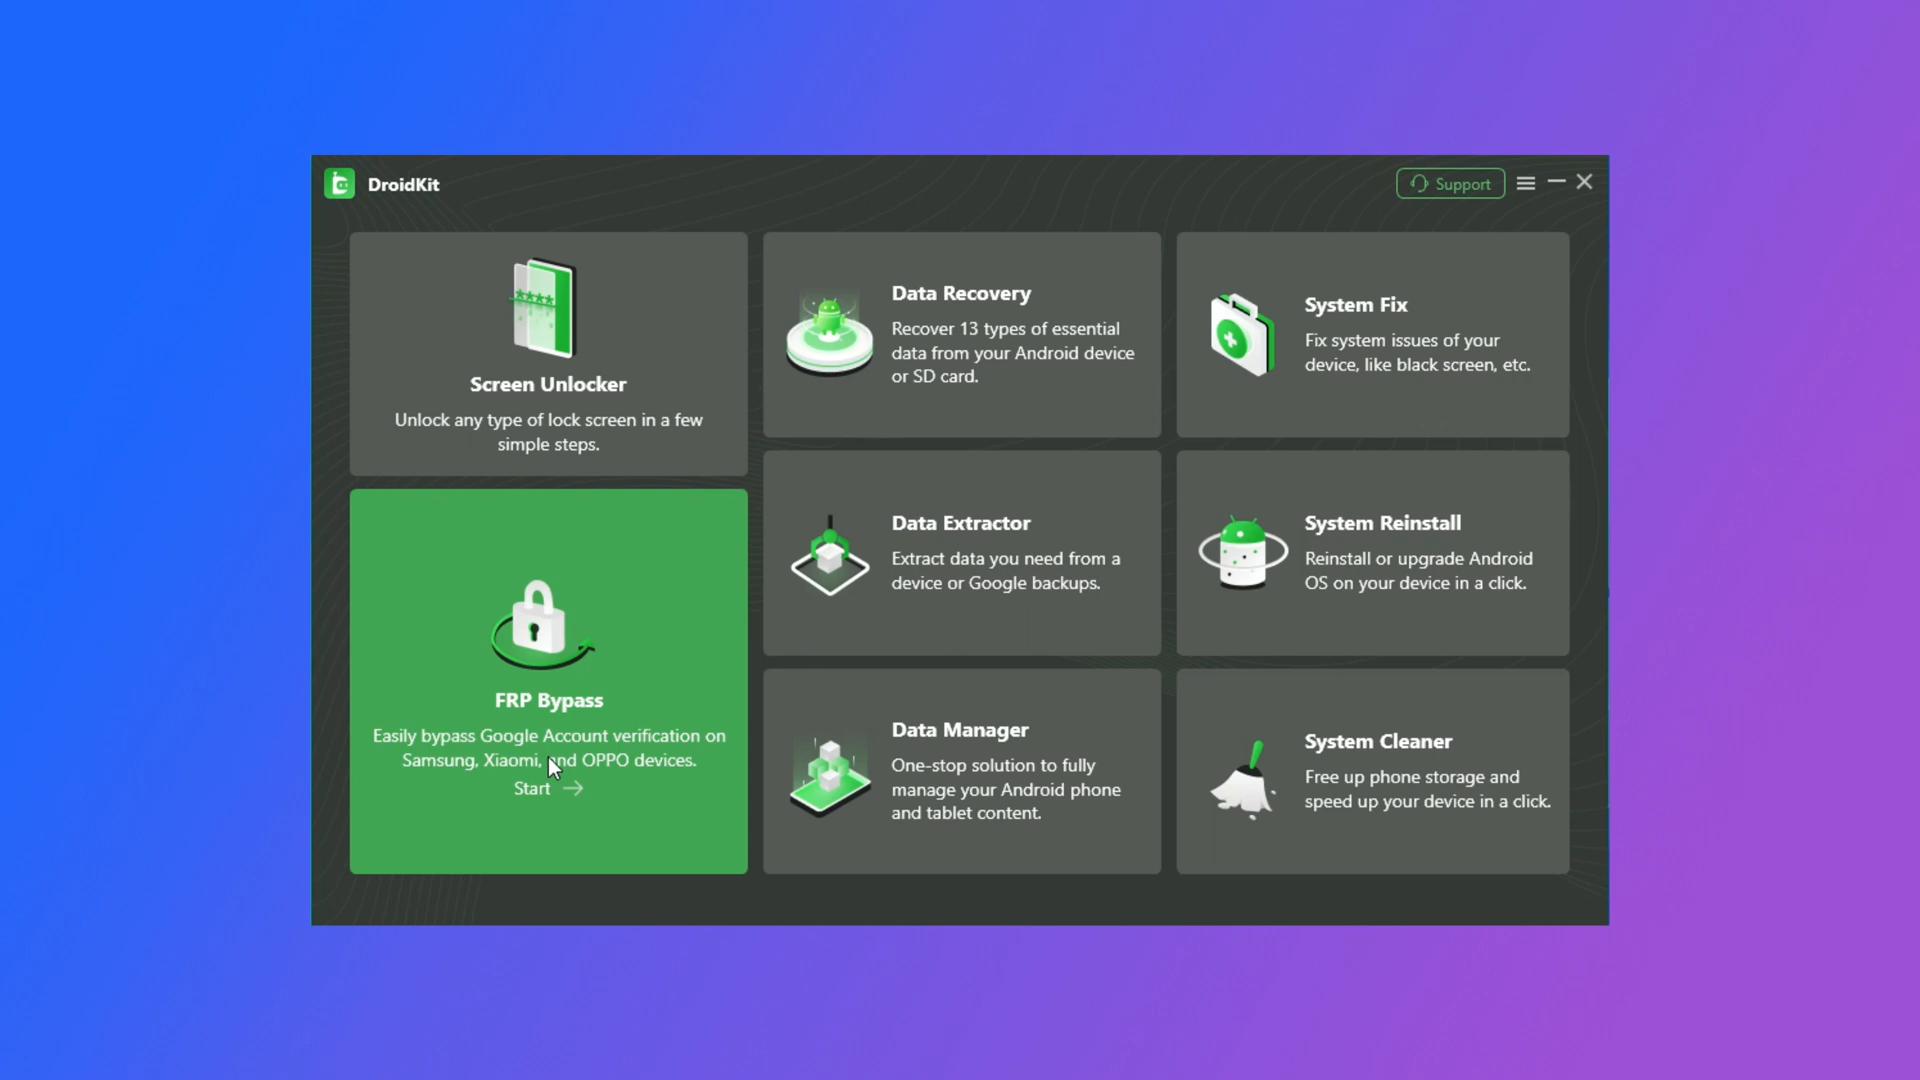 DroidKit
Support
Screen Unlocker
Unlock any type of lock screen in a few
simple steps.
FRP Bypass
Easily bypass Google Account verification on
Samsung, Xiaomi, and OPPO devices.
Start
Data Recovery
Recover 13 types of essential
data from your Android device
or SD card.
Data Extractor
Extract data you need from a
device or Google backups.
Data Manager
One-stop solution to fully
manage your Android phone
and tablet content.
System Fix
Fix system issues of your
device, like black screen, etc.
System Reinstall
Reinstall or upgrade Android
OS on your device in a click.
System Cleaner
Free up phone storage and
speed up your device in a click.